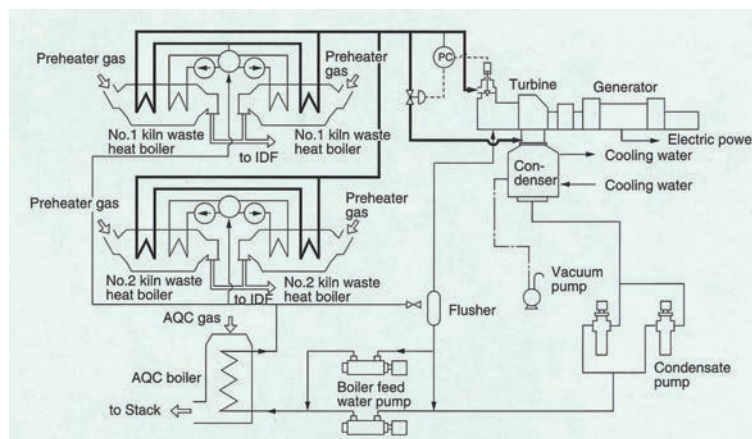 Preheater
gas
Preheater gas
PC
Turbine
Generator
No.1 kiln waste
heat boiler
No.1 kiln waste
heat boiler
to IDF
Electric power
Cooling water
Con-
denser
Cooling water
Preheater
gas
Preheater gas
No.2 kiln waste
heat boiler
No.2 kiln waste
heat boiler
to IDF
Vacuum
pump
Flusher
AQC gas
AQC boiler
Boiler feed
water pump
Condensate
pump
to Stack